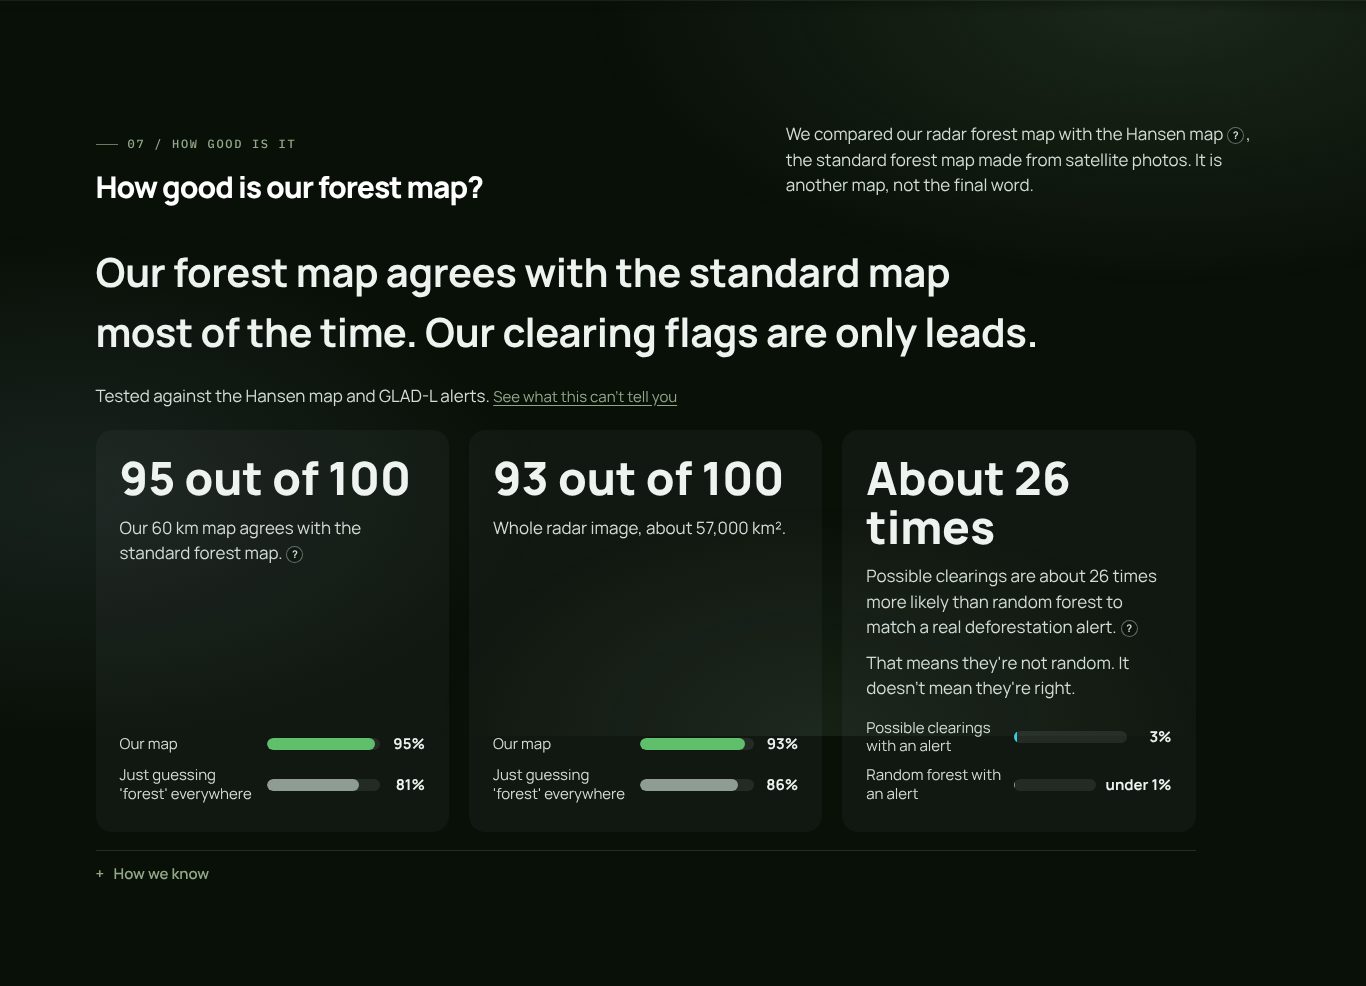 07 / HOW GOOD IS IT
How good is our forest map?
We compared our radar forest map with the Hansen map ?,
the standard forest map made from satellite photos. It is
another map, not the final word.
Our forest map agrees with the standard map
most of the time. Our clearing flags are only leads.
Tested against the Hansen map and GLAD-L alerts. See what this can't tell you
95 out of 100
Our 60 km map agrees with the
standard forest map. ?
Our map 95%
Just guessing
'forest' everywhere 81%
93 out of 100
Whole radar image, about 57,000 km².
Our map 93%
Just guessing
'forest' everywhere 86%
About 26
times
Possible clearings are about 26 times
more likely than random forest to
match a real deforestation alert. ?
That means they're not random. It
doesn't mean they're right.
Possible clearings
with an alert 3%
Random forest with
an alert under 1%
+ How we know